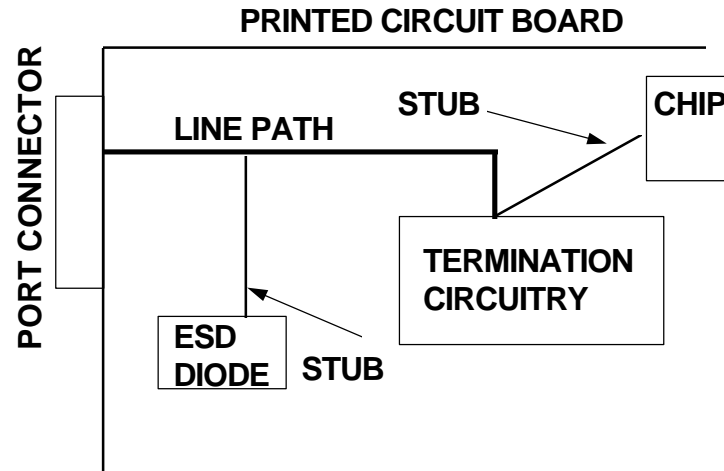 PRINTED CIRCUIT BOARD
PORT CONNECTOR
STUB
CHIP
LINE PATH
TERMINATION
CIRCUITRY
ESD
DIODE
STUB